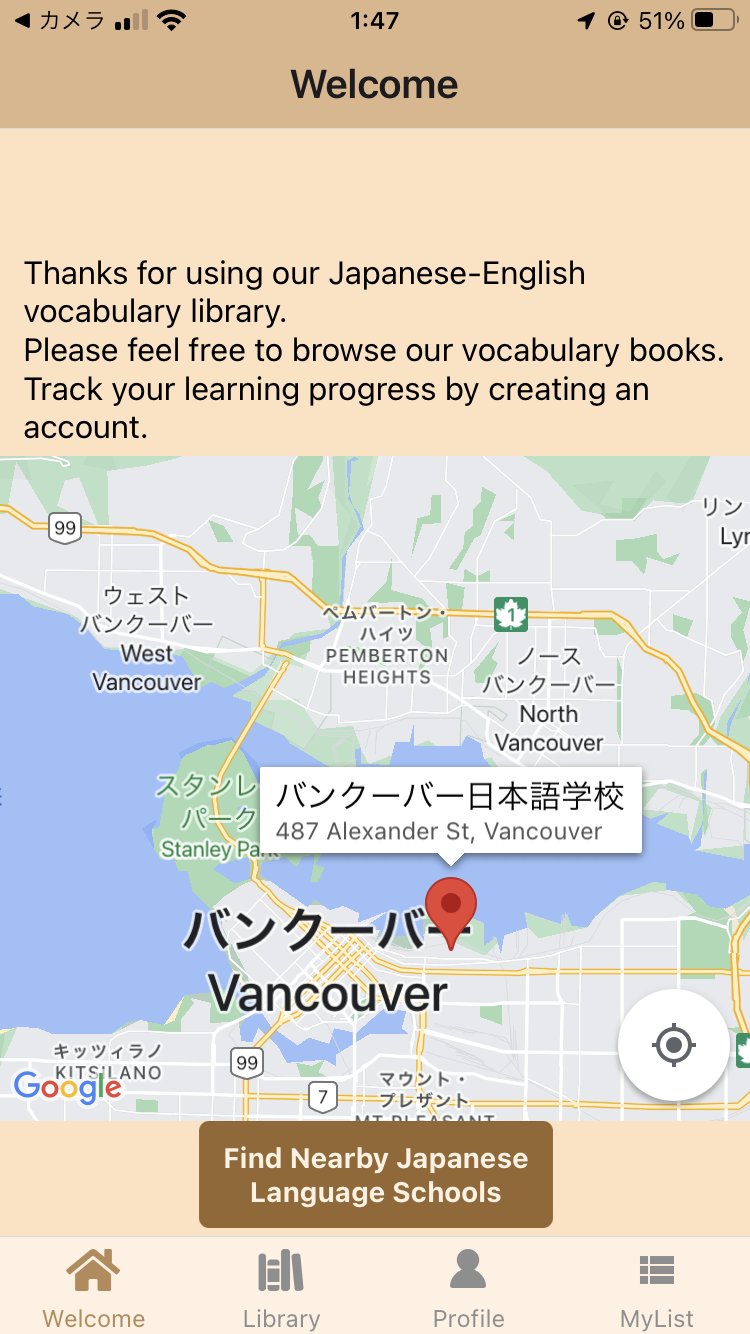 カメラ
1:47
51%
Welcome
Thanks for using our Japanese-English
vocabulary library.
Please feel free to browse our vocabulary books.
Track your learning progress by creating an
account.
リン
Lyn
99
ウェスト
バンクーバー
West
Vancouver
ペムバートン・
ハイツ
PEMBERTON
HEIGHTS
1
ノース
バンクーバー
North
Vancouver
バンクーバー日本語学校
487 Alexander St, Vancouver
スタンレ
パーク
Stanley Park
バンクーバー
Vancouver
キッツィラノ
KITSILANO
Google
99
7
マウント・
プレザント
MT PLEASANT
Find Nearby Japanese
Language Schools
Welcome
Library
Profile
MyList